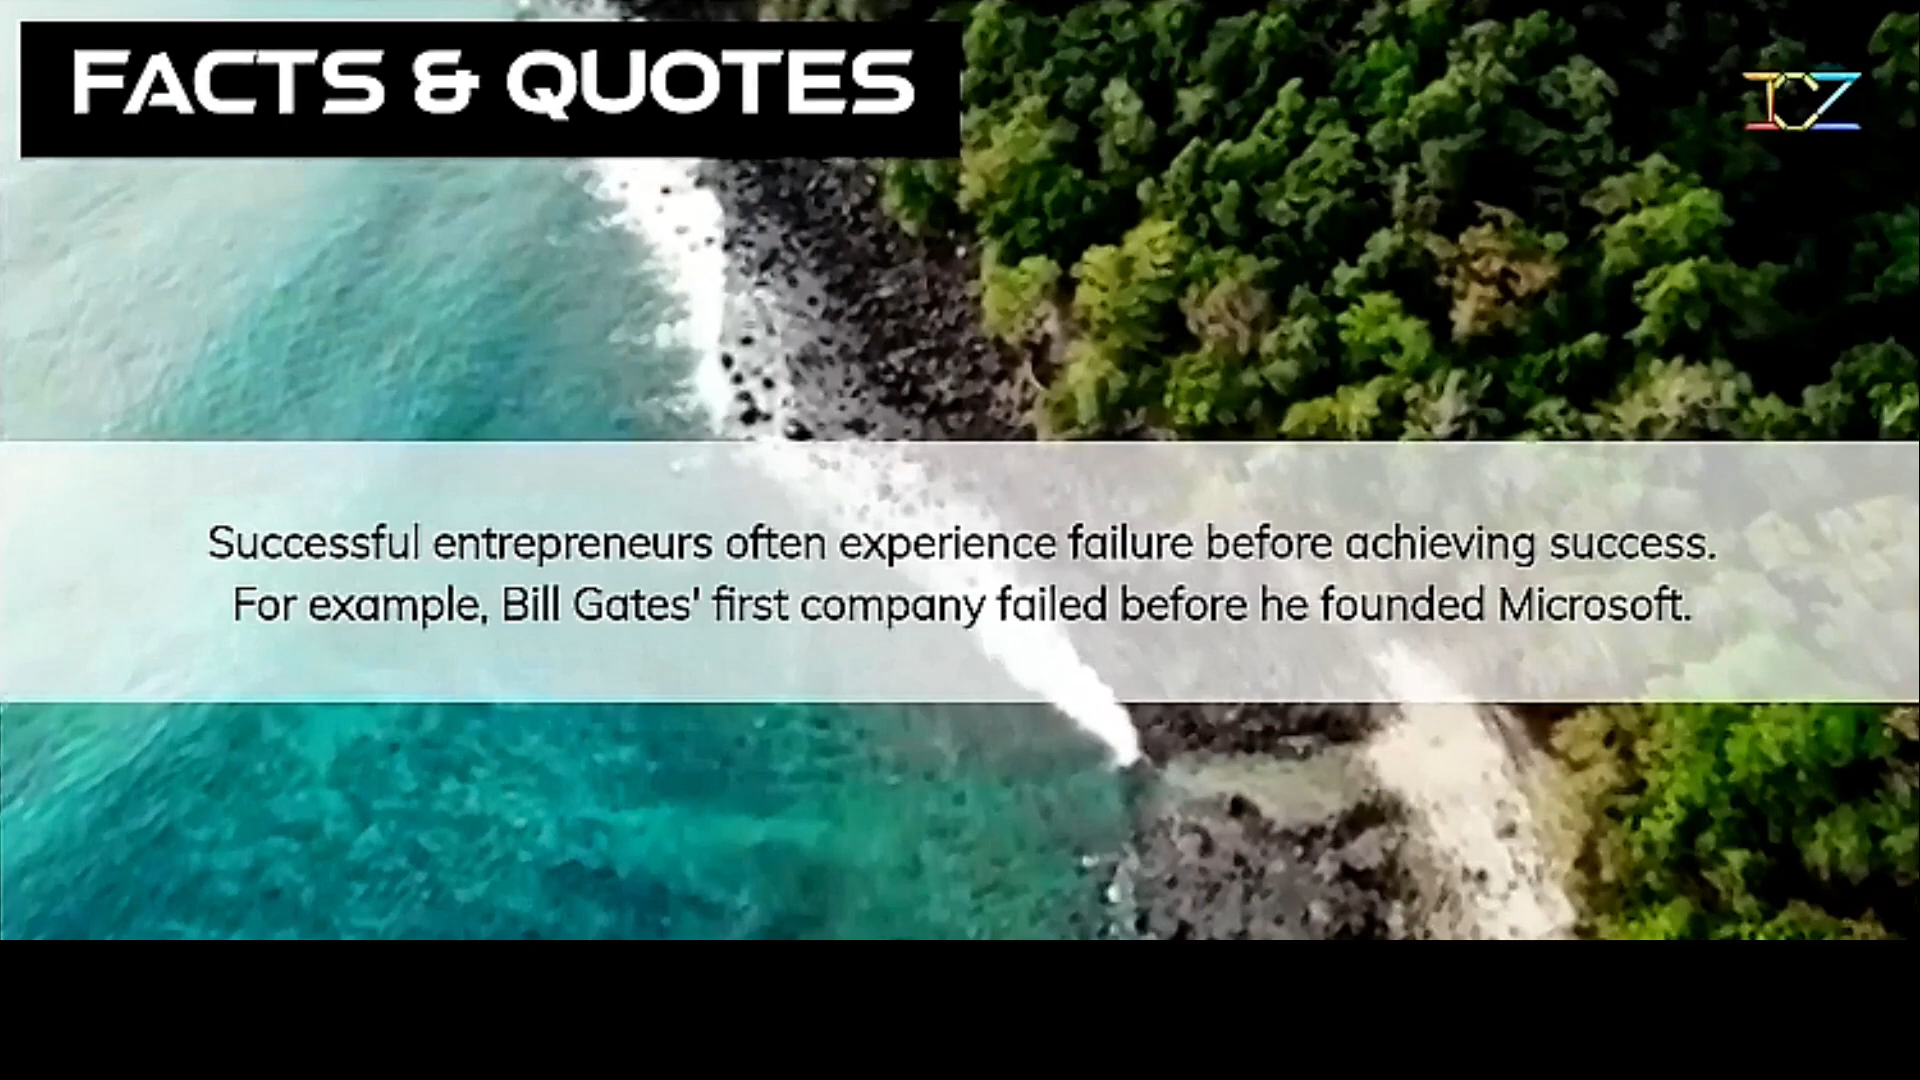 FACTS & QUOTES
ICZ
Successful entrepreneurs often experience failure before achieving success.
For example, Bill Gates' first company failed before he founded Microsoft.